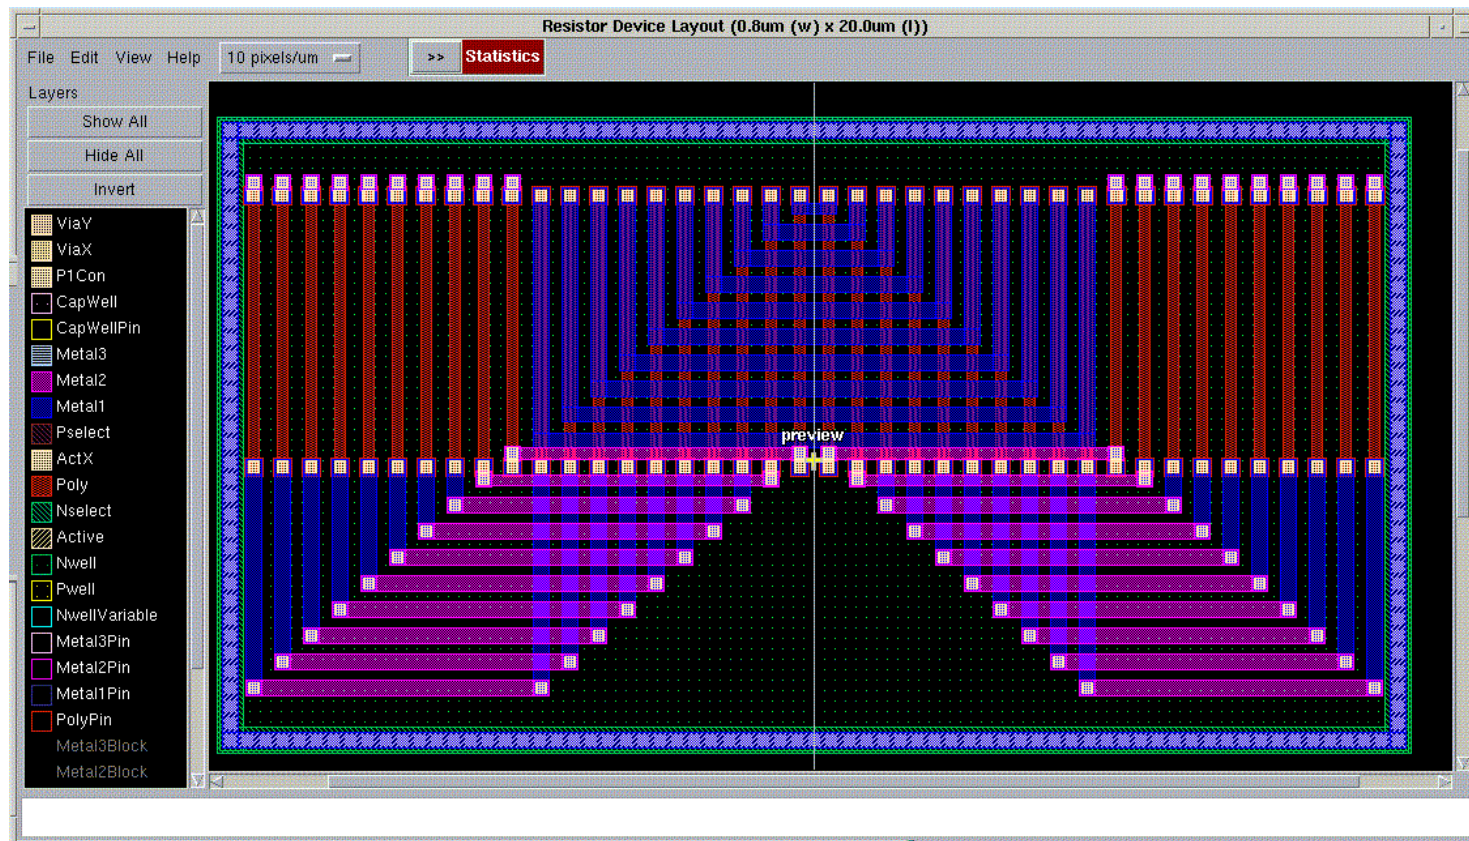 Resistor Device Layout (0.8um (w) x 20.0um (l))
File Edit View Help 10 pixels/um >> Statistics
Layers
Show All
Hide All
Invert
ViaY
ViaX
P1Con
CapWell
CapWellPin
Metal3
Metal2
Metal1
Pselect
ActX
Poly
Nselect
Active
Nwell
Pwell
NwellVariable
Metal3Pin
Metal2Pin
Metal1Pin
PolyPin
Metal3Block
Metal2Block
preview